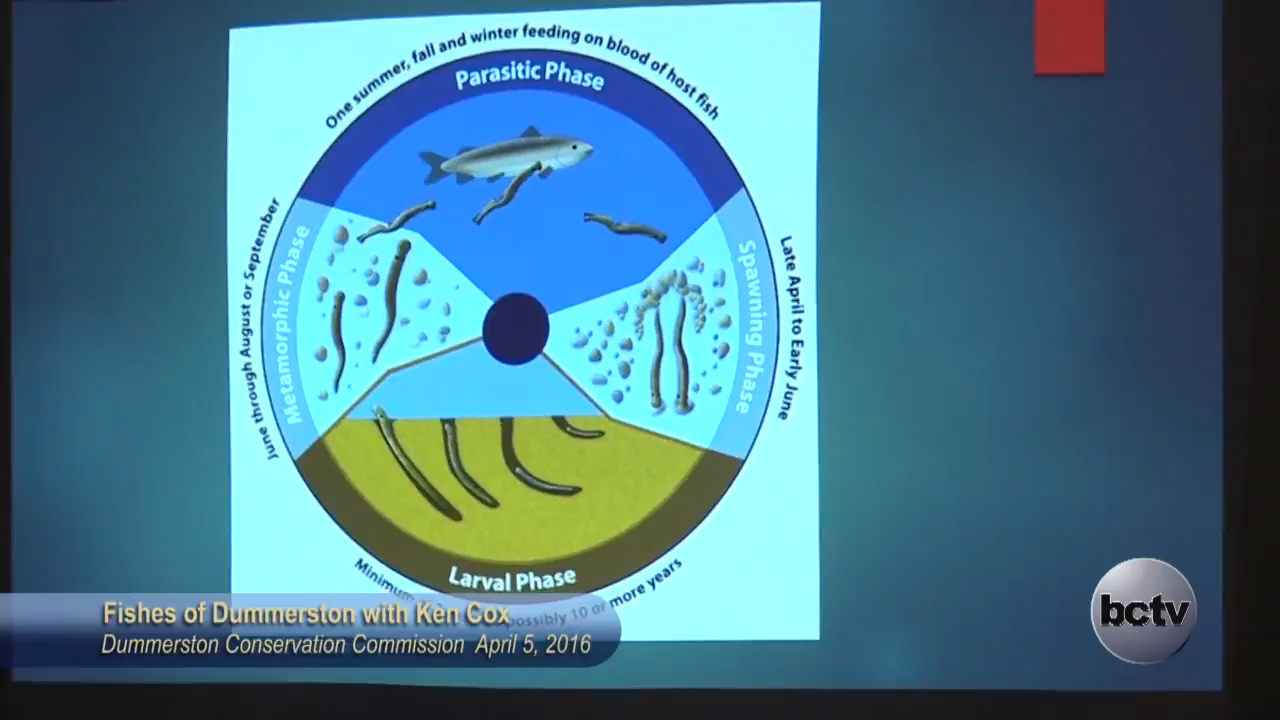 One summer, fall and winter feeding on blood of host fish
Parasitic Phase
June through August or September
Metamorphic Phase
Spawning Phase
Late April to Early June
Larval Phase
Minimum possibly 10 or more years
Fishes of Dummerston with Ken Cox
Dummerston Conservation Commission April 5, 2016
bctv